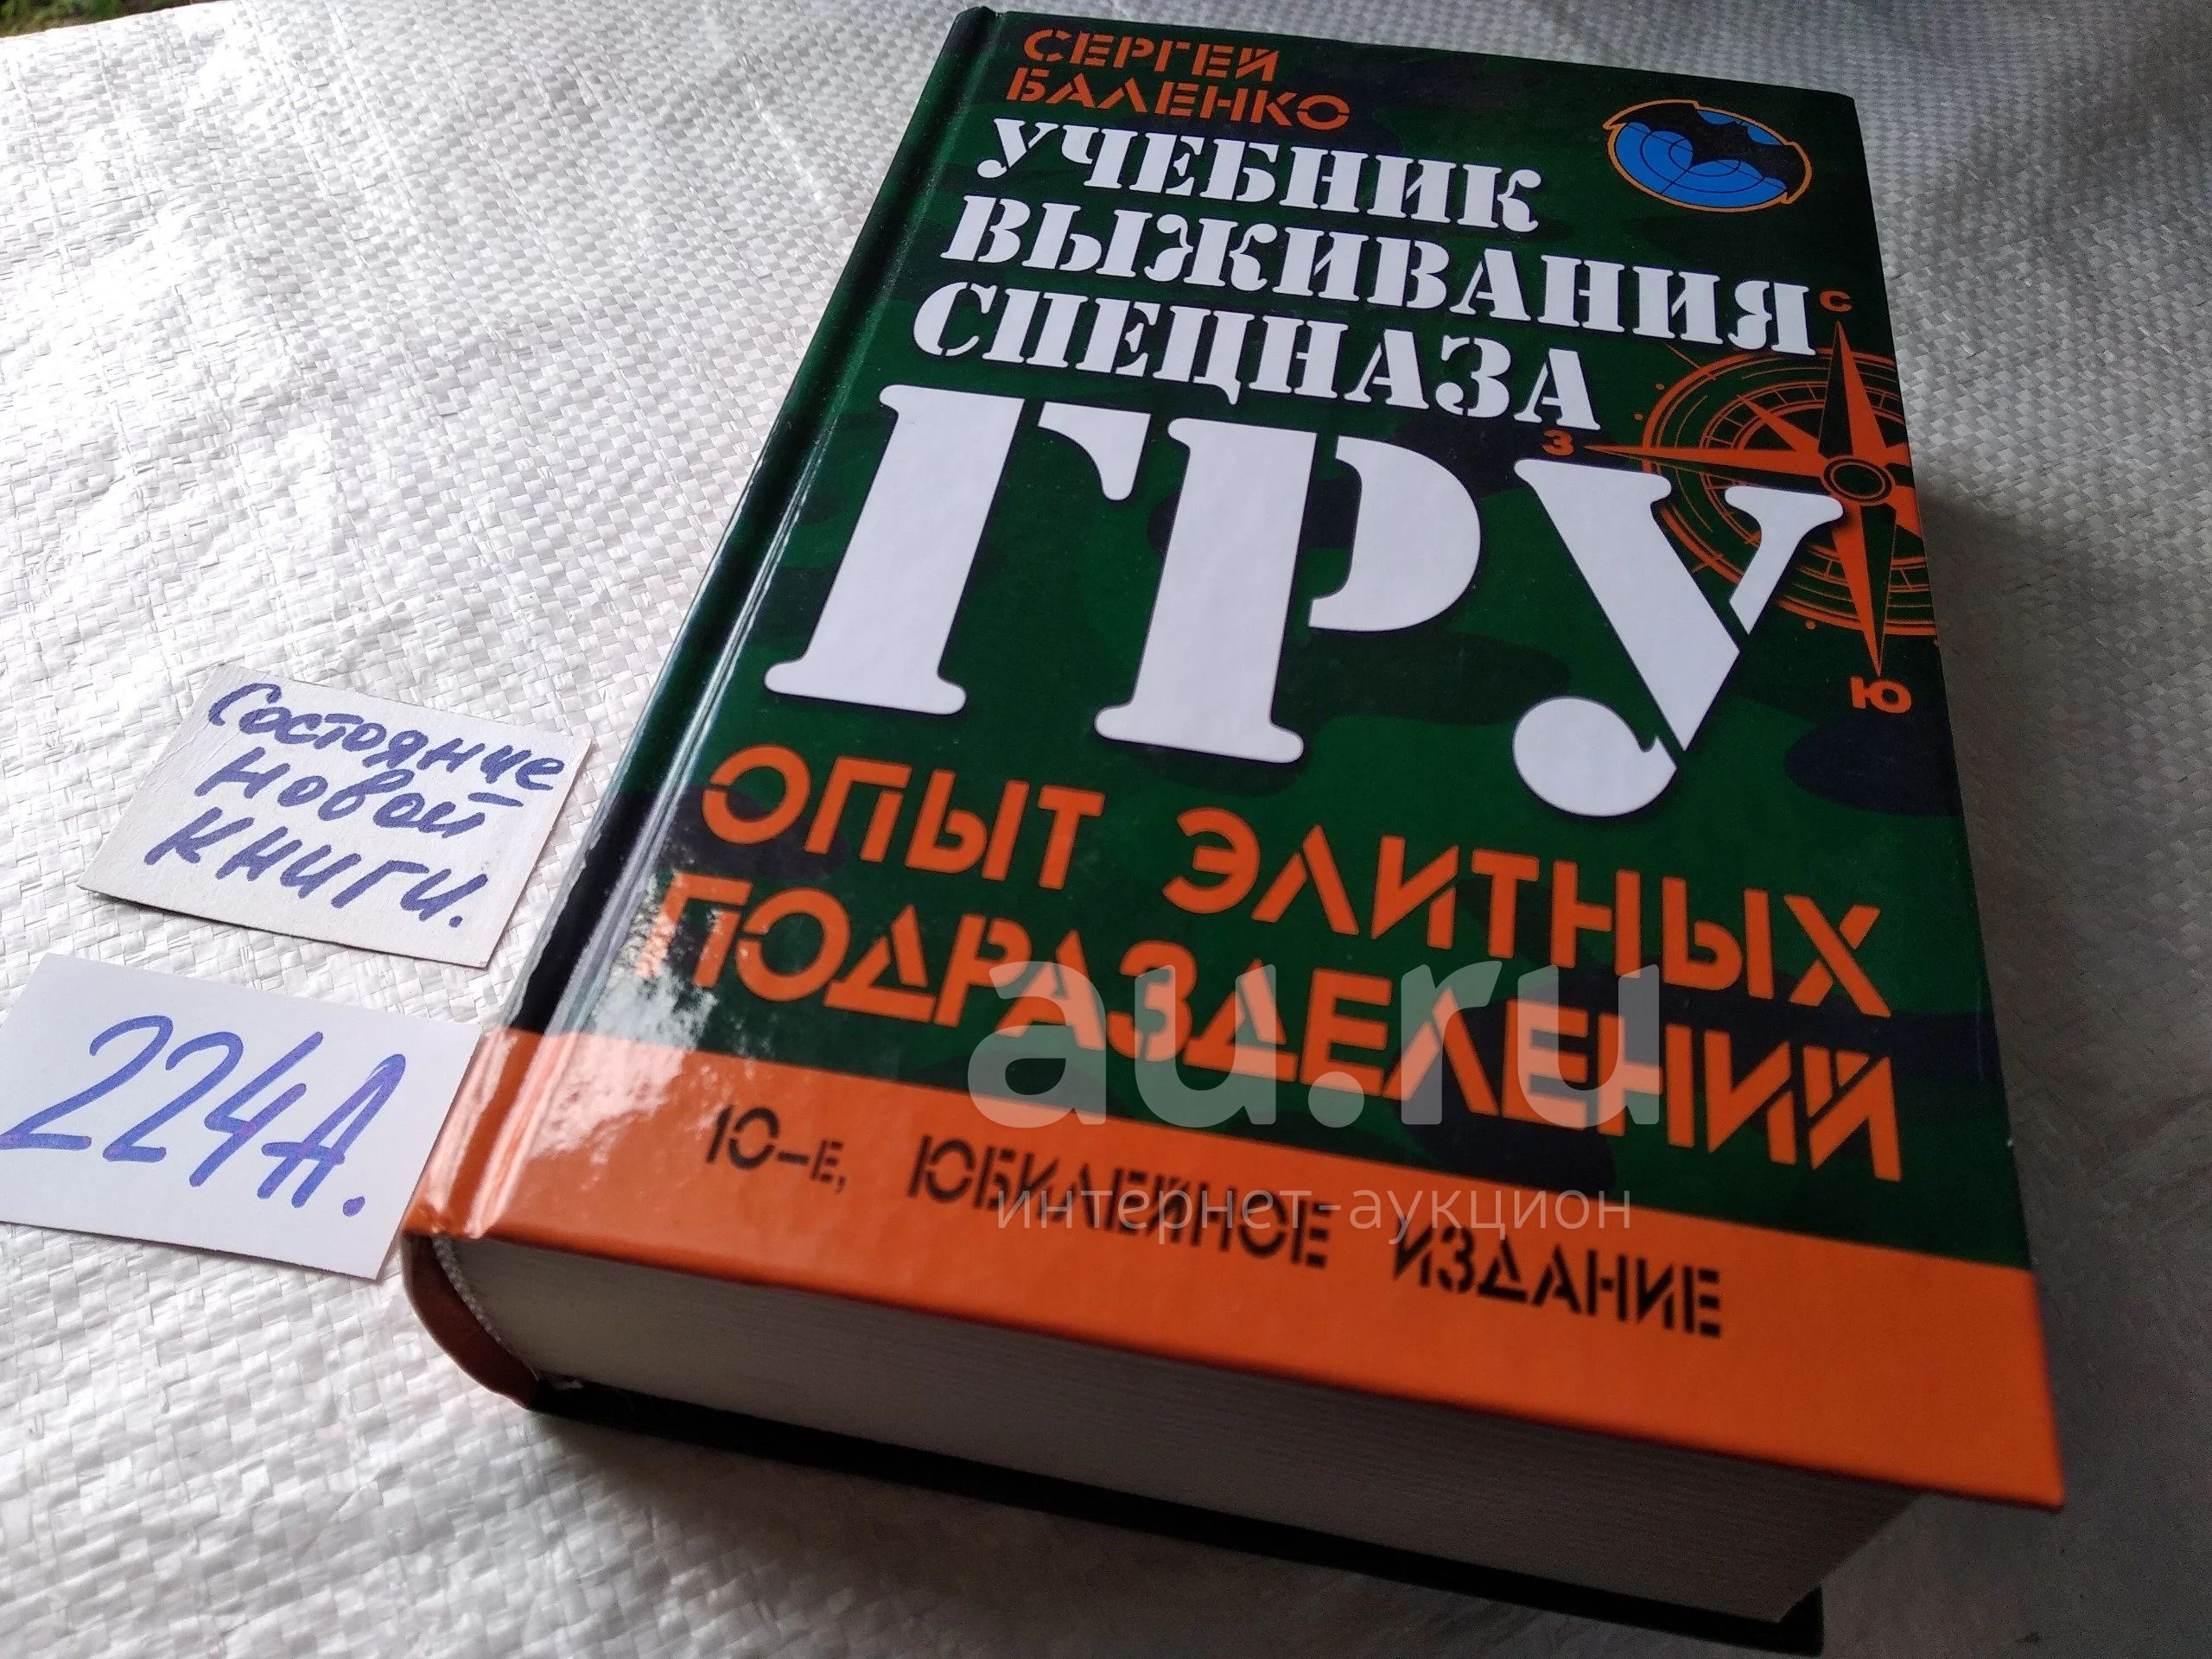 СЕРГЕЙ
БАЛЕНКО
УЧЕБНИК
ВЫЖИВАНИЯ
СПЕЦНАЗА
ГРУ
С
З
Ю
ОПЫТ ЭЛИТНЫХ
ПОДРАЗДЕЛЕНИЙ
10-Е, ЮБИЛЕЙНОЕ ИЗДАНИЕ
Состояние
новой
книги.
224А.
au.ru
интернет-аукцион